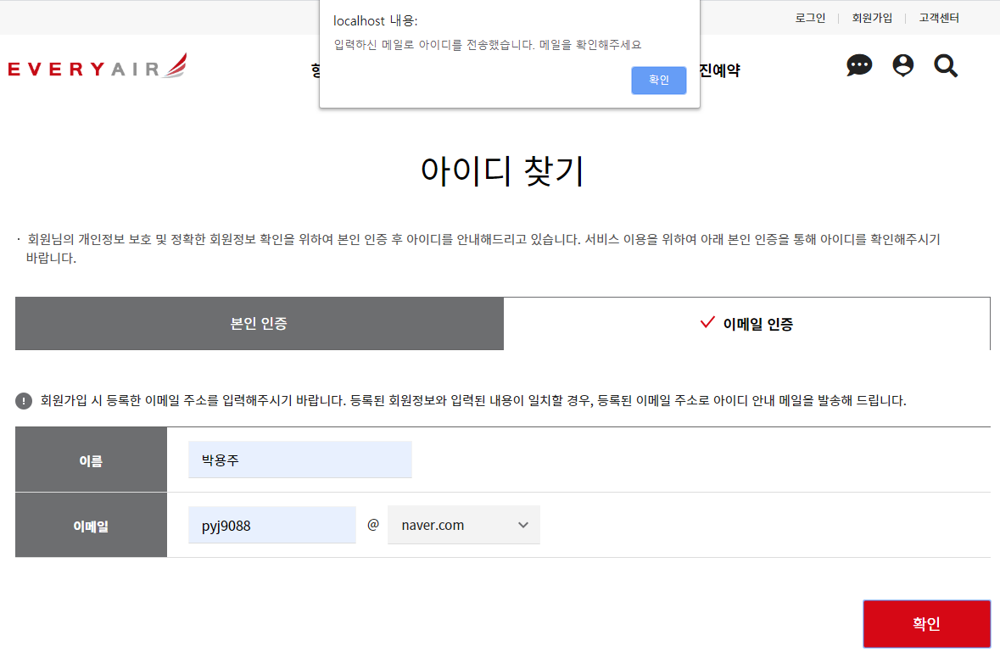 로그인 회원가입 고객센터
localhost 내용:
입력하신 메일로 아이디를 전송했습니다. 메일을 확인해주세요
확인
EVERYAIR
진예약
아이디 찾기
· 회원님의 개인정보 보호 및 정확한 회원정보 확인을 위하여 본인 인증 후 아이디를 안내해드리고 있습니다. 서비스 이용을 위하여 아래 본인 인증을 통해 아이디를 확인해주시기
바랍니다.
본인 인증 이메일 인증
회원가입 시 등록한 이메일 주소를 입력해주시기 바랍니다. 등록된 회원정보와 입력된 내용이 일치할 경우, 등록된 이메일 주소로 아이디 안내 메일을 발송해 드립니다.
이름 박용주
이메일 pyj9088 @ naver.com
확인